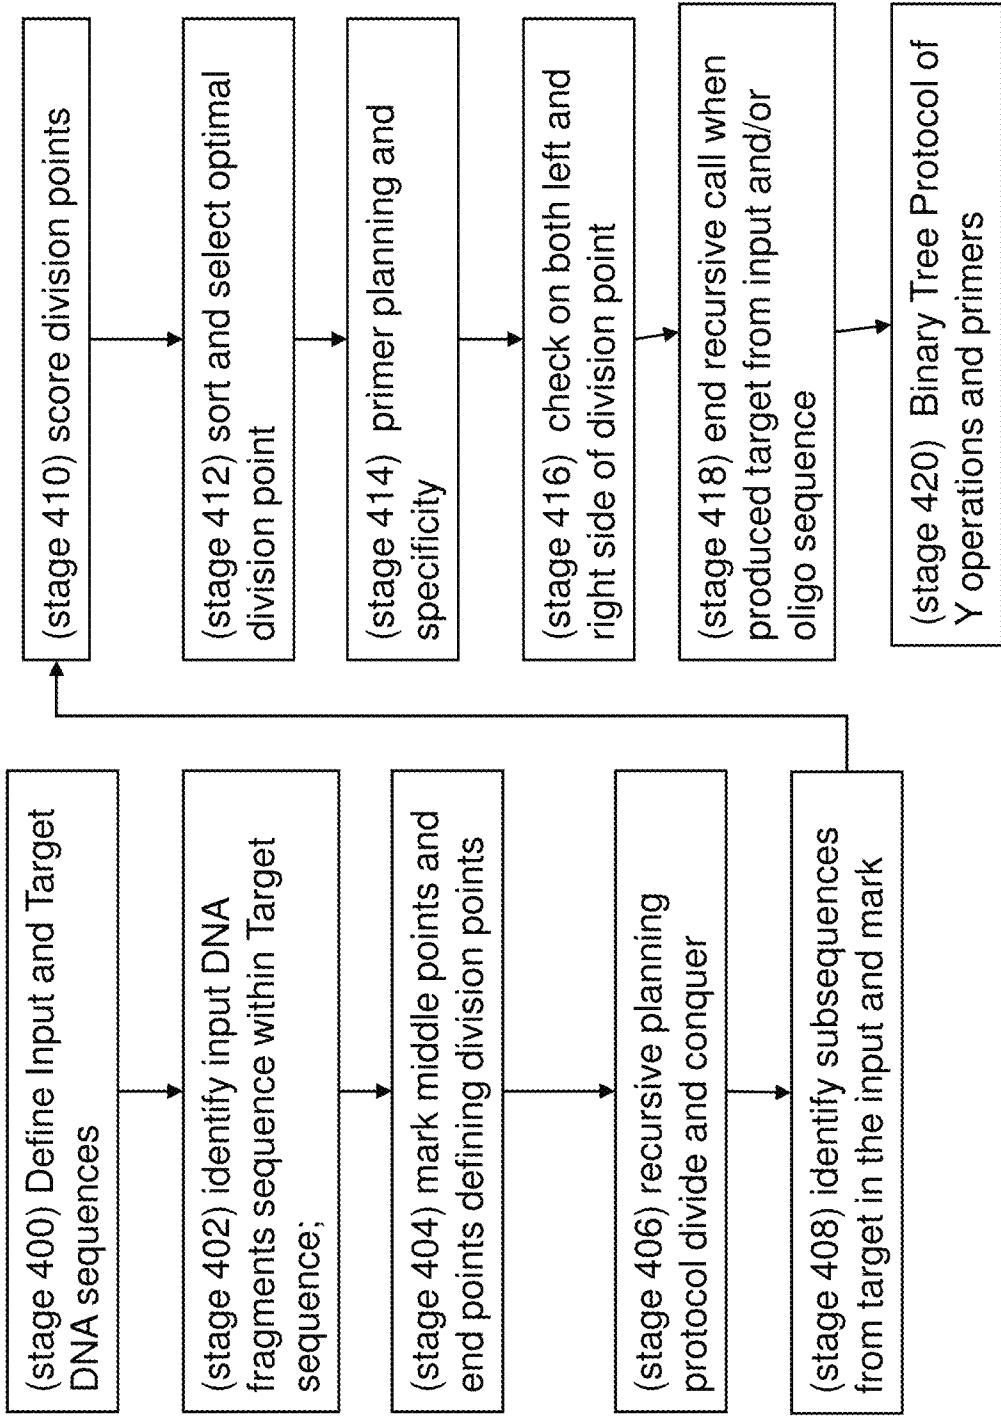 (stage 400) Define Input and Target
DNA sequences
(stage 402) identify input DNA
fragments sequence within Target
sequence;
(stage 404) mark middle points and
end points defining division points
(stage 406) recursive planning
protocol divide and conquer
(stage 408) identify subsequences
from target in the input and mark
(stage 410) score division points
(stage 412) sort and select optimal
division point
(stage 414) primer planning and
specificity
(stage 416) check on both left and
right side of division point
(stage 418) end recursive call when
produced target from input and/or
oligo sequence
(stage 420) Binary Tree Protocol of
Y operations and primers